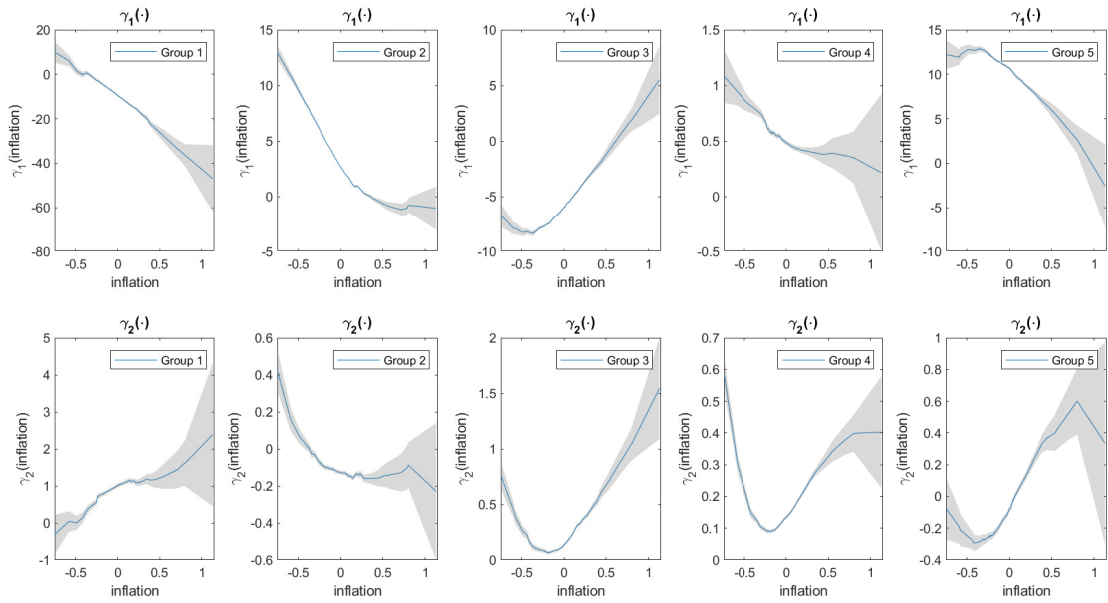 γ₁(·)
Group 1
20
0
-20
-40
-60
-80
γ₁(inflation)
-0.5 0 0.5 1
inflation
γ₁(·)
Group 2
15
10
5
0
-5
γ₁(inflation)
-0.5 0 0.5 1
inflation
γ₁(·)
Group 3
10
5
0
-5
-10
γ₁(inflation)
-0.5 0 0.5 1
inflation
γ₁(·)
Group 4
1.5
1
0.5
0
-0.5
γ₁(inflation)
-0.5 0 0.5 1
inflation
γ₁(·)
Group 5
15
10
5
0
-5
-10
γ₁(inflation)
-0.5 0 0.5 1
inflation
γ₂(·)
Group 1
5
4
3
2
1
0
-1
γ₂(inflation)
-0.5 0 0.5 1
inflation
γ₂(·)
Group 2
0.6
0.4
0.2
0
-0.2
-0.4
-0.6
γ₂(inflation)
-0.5 0 0.5 1
inflation
γ₂(·)
Group 3
2
1.5
1
0.5
0
γ₂(inflation)
-0.5 0 0.5 1
inflation
γ₂(·)
Group 4
0.7
0.6
0.5
0.4
0.3
0.2
0.1
0
γ₂(inflation)
-0.5 0 0.5 1
inflation
γ₂(·)
Group 5
1
0.8
0.6
0.4
0.2
0
-0.2
-0.4
γ₂(inflation)
-0.5 0 0.5 1
inflation